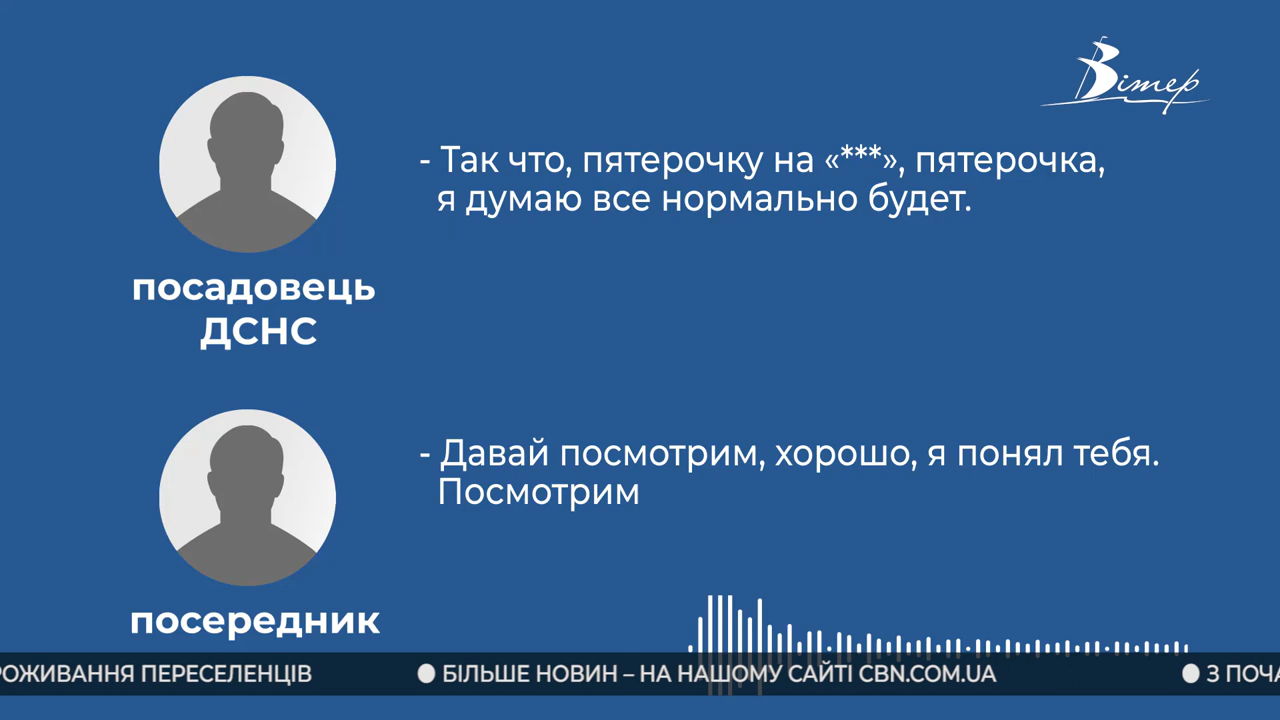 Вітер
- Так что, пятерочку на «***», пятерочка,
я думаю все нормально будет.
посадовець
ДСНС
- Давай посмотрим, хорошо, я понял тебя.
Посмотрим
посередник
РОЖИВАННЯ ПЕРЕСЕЛЕНЦІВ ● БІЛЬШЕ НОВИН – НА НАШОМУ САЙТІ CBN.COM.UA ● З ПОЧА